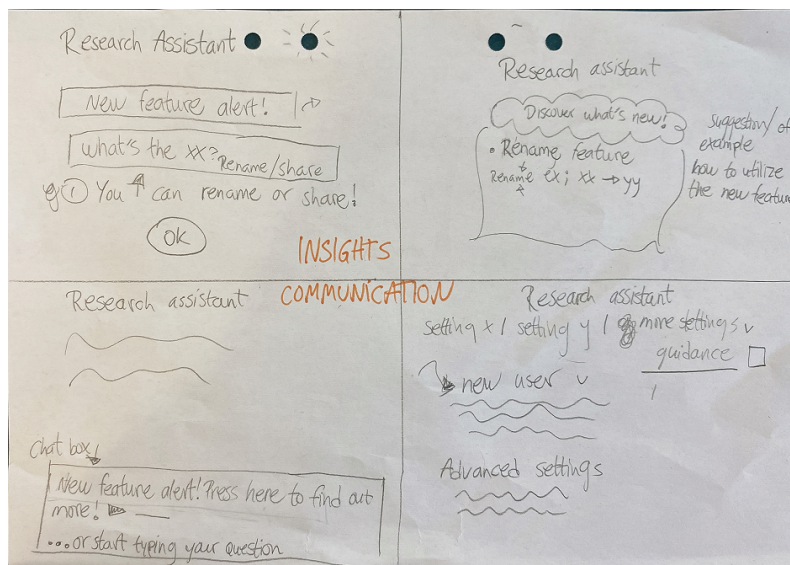 Research Assistant
New feature alert!
What's the xx? Rename/share
eg ① You can rename or share!
OK
Research assistant
Discover what's new!
• Rename feature
Rename ex; xx → yy
suggestion/ of
example
how to utilize
the new feature
INSIGHTS
COMMUNICATION
Research assistant
Chat box
New feature alert! Press here to find out
more!
...or start typing your question
Research assistant
setting x / setting y / more settings v
guidance
new user v
Advanced settings